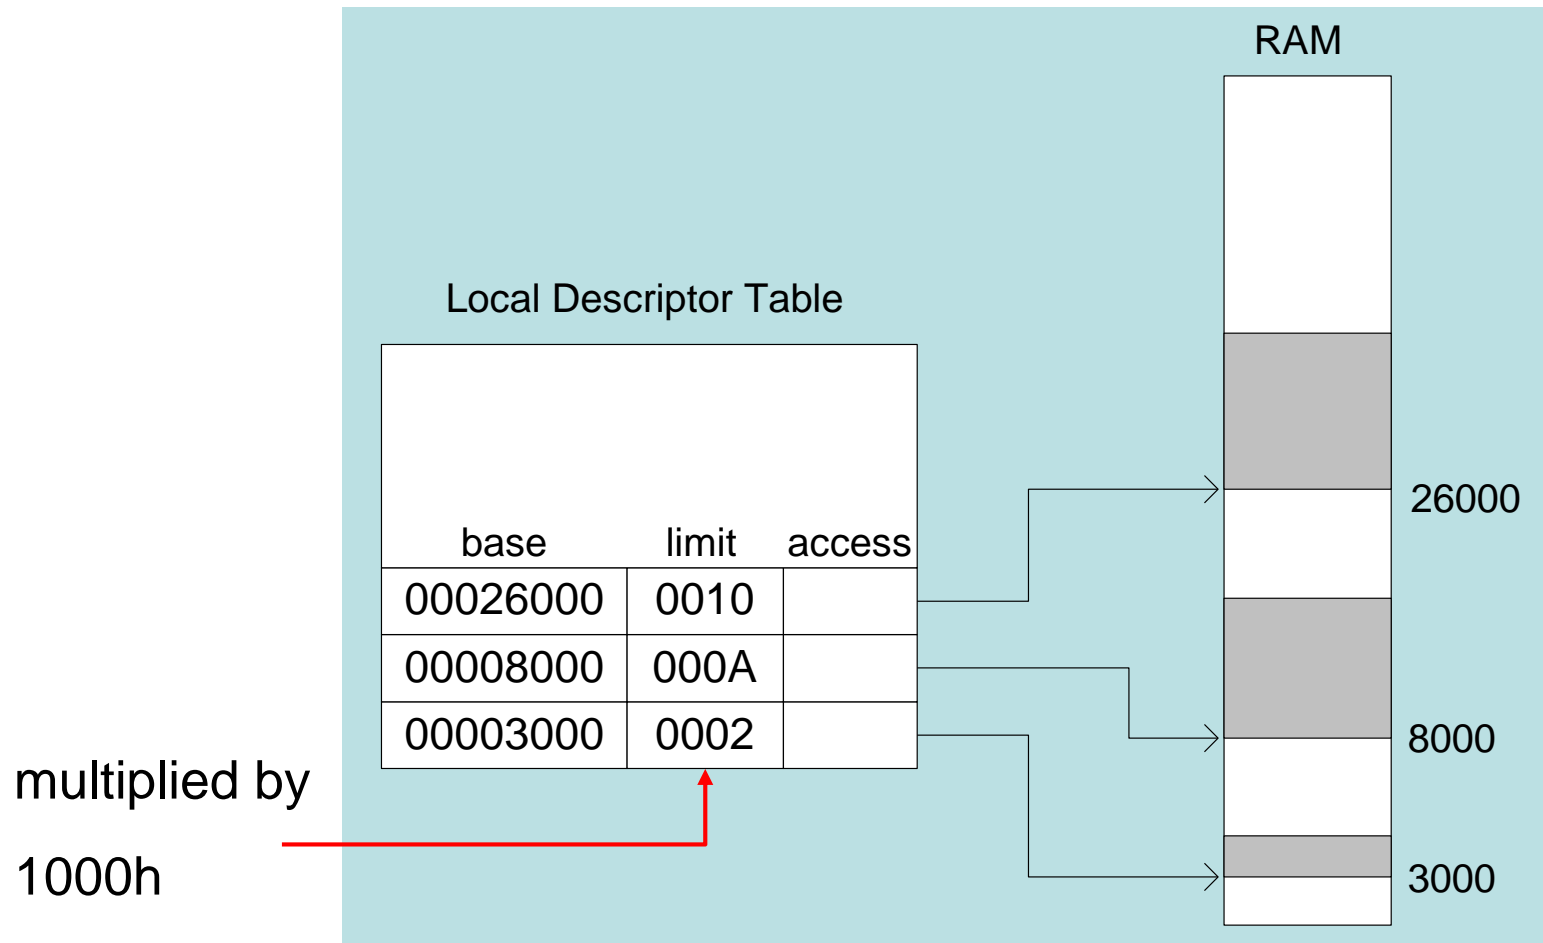 RAM
Local Descriptor Table
base limit access
00026000 0010
00008000 000A
00003000 0002
26000
8000
3000
multiplied by
1000h